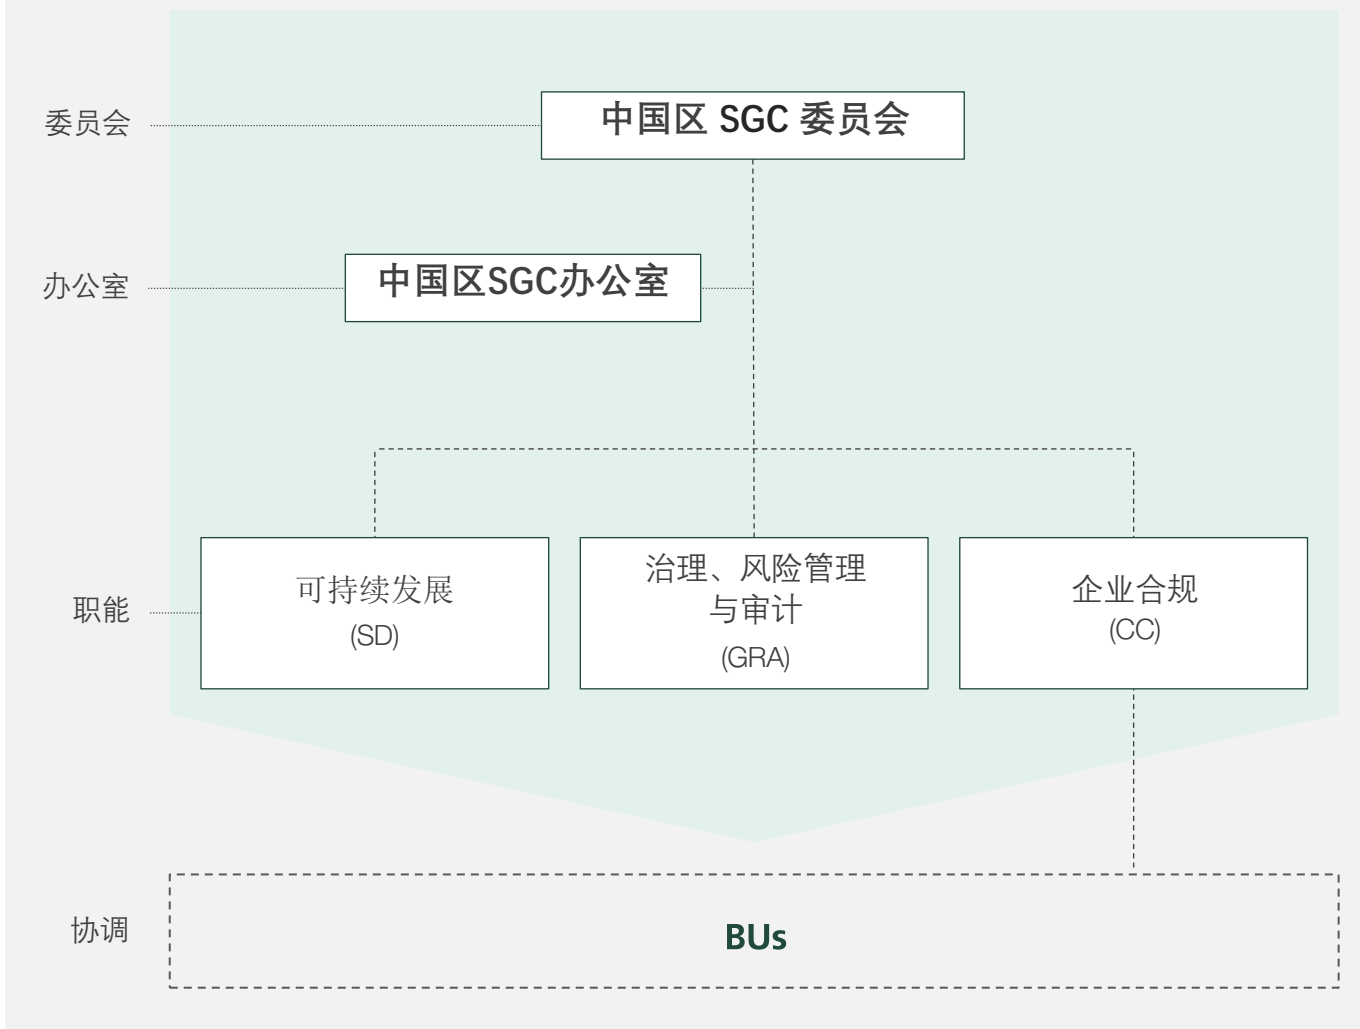 委员会
中国区 SGC 委员会
办公室
中国区SGC办公室
职能
可持续发展
(SD)
治理、风险管理
与审计
(GRA)
企业合规
(CC)
协调
BUs